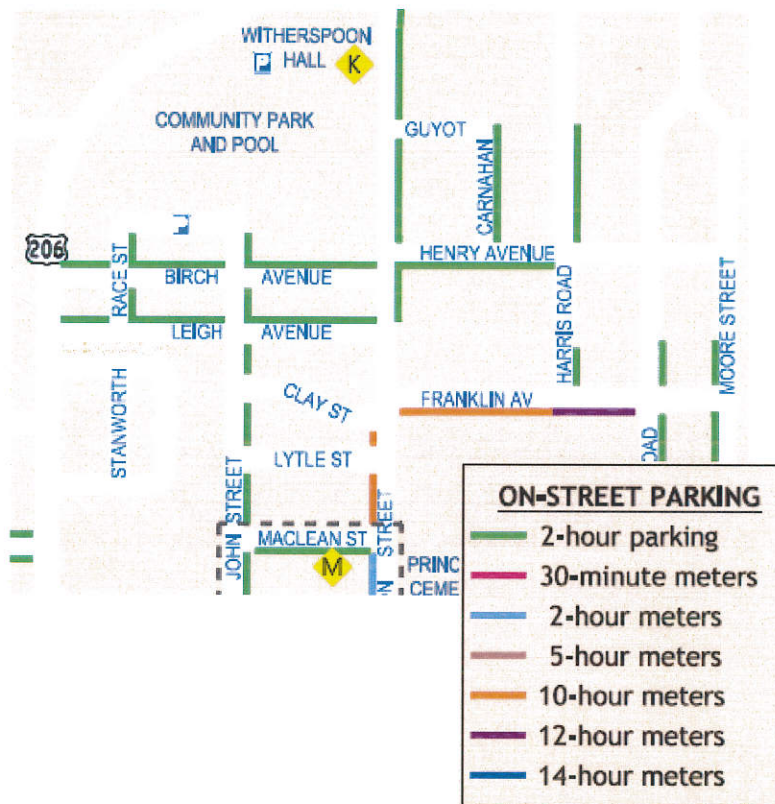 WITHERSPOON
HALL
P
K
COMMUNITY PARK
AND POOL
GUYOT
CARNAHAN
206
RACE ST
BIRCH AVENUE
HENRY AVENUE
LEIGH AVENUE
HARRIS ROAD
MOORE STREET
STANWORTH
CLAY ST
FRANKLIN AV
LYTLE ST
OAD
JOHN STREET
MACLEAN ST
STREET
ON
M
PRINC
CEME
ON-STREET PARKING
2-hour parking
30-minute meters
2-hour meters
5-hour meters
10-hour meters
12-hour meters
14-hour meters